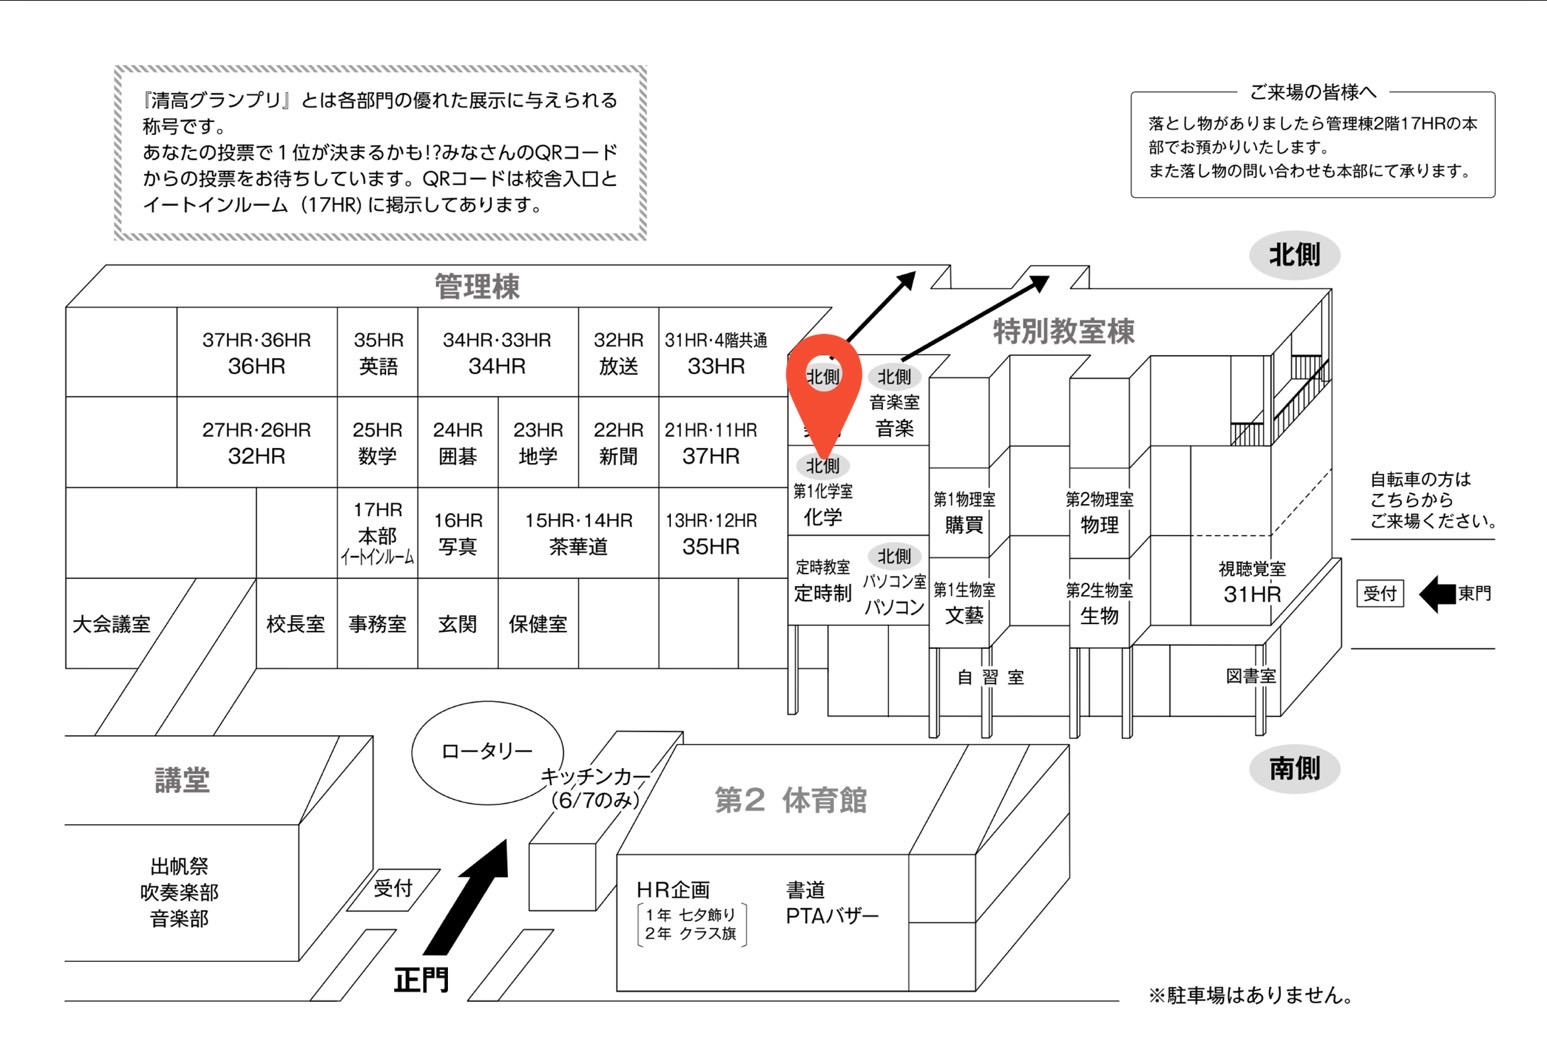 『清高グランプリ』とは各部門の優れた展示に与えられる
称号です。
あなたの投票で1位が決まるかも!?みなさんのQRコード
からの投票をお待ちしています。QRコードは校舎入口と
イートインルーム（17HR)に掲示してあります。
ご来場の皆様へ
落とし物がありましたら管理棟2階17HRの本
部でお預かりいたします。
また落し物の問い合わせも本部にて承ります。
北側
管理棟
特別教室棟
37HR･36HR
36HR
35HR
英語
34HR･33HR
34HR
32HR
放送
31HR･4階共通
33HR
北側
北側
音楽室
音楽
27HR･26HR
32HR
25HR
数学
24HR
囲碁
23HR
地学
22HR
新聞
21HR･11HR
37HR
北側
第1化学室
化学
第1物理室
購買
第2物理室
物理
自転車の方は
こちらから
ご来場ください。
17HR
本部
イートインルーム
16HR
写真
15HR･14HR
茶華道
13HR･12HR
35HR
定時教室
定時制
北側
パソコン室
パソコン
第1生物室
文藝
第2生物室
生物
視聴覚室
31HR
受付
東門
大会議室
校長室
事務室
玄関
保健室
自習室
図書室
南側
ロータリー
キッチンカー
（6/7のみ）
講堂
出帆祭
吹奏楽部
音楽部
受付
正門
第2 体育館
HR企画
1年 七夕飾り
2年 クラス旗
書道
PTAバザー
※駐車場はありません。